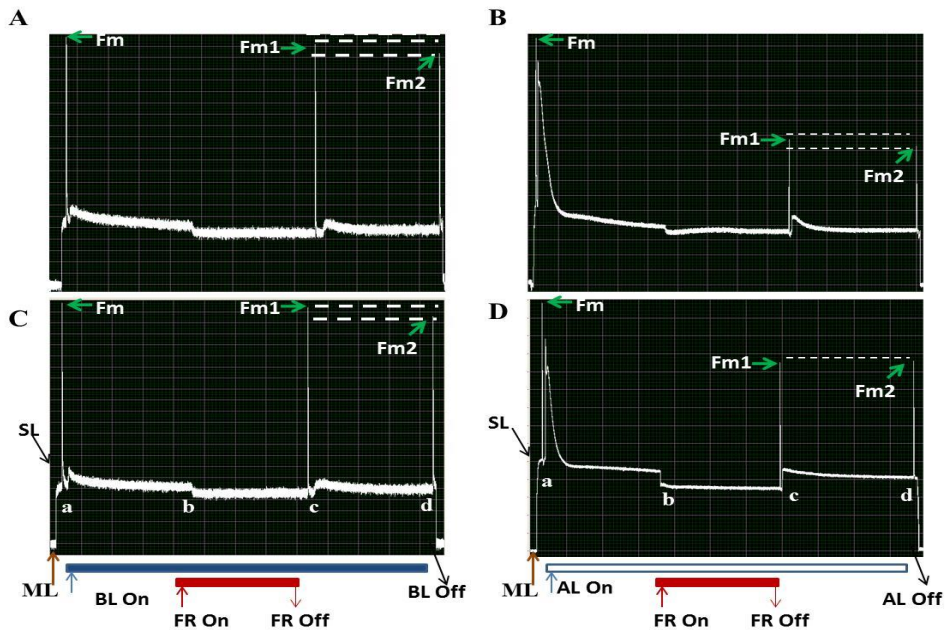 A
Fm
Fm1
Fm2
B
Fm
Fm1
Fm2
C
Fm
Fm1
Fm2
SL
a
b
c
d
ML
BL On
BL Off
FR On
FR Off
D
Fm
Fm1
Fm2
SL
a
b
c
d
ML
AL On
AL Off
FR On
FR Off